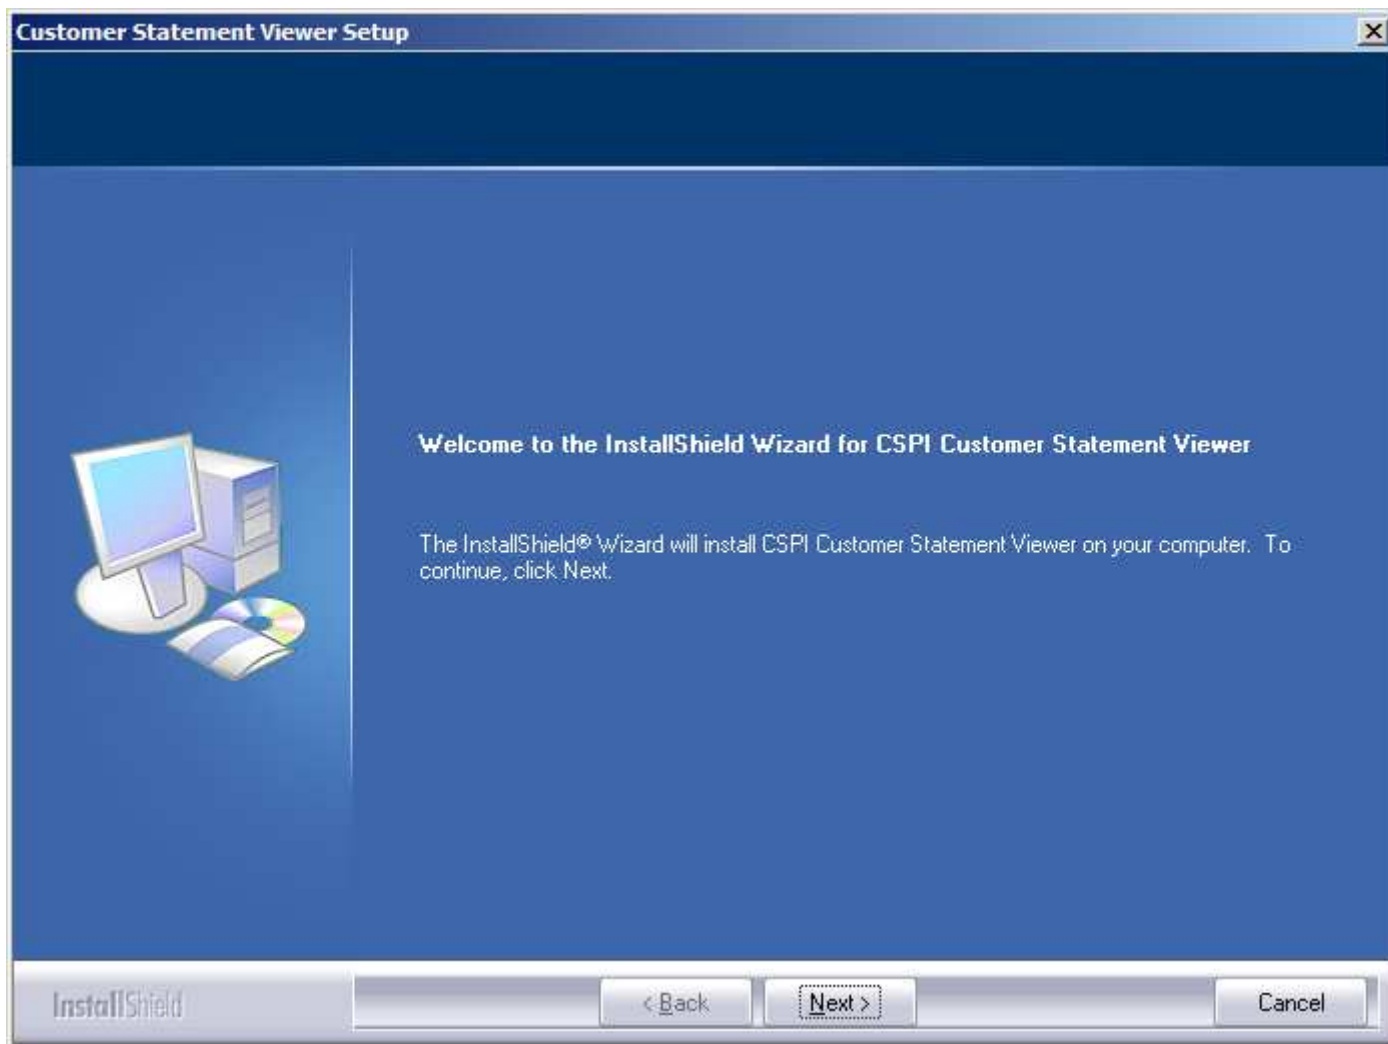 Customer Statement Viewer Setup
Welcome to the InstallShield Wizard for CSPI Customer Statement Viewer
The InstallShield® Wizard will install CSPI Customer Statement Viewer on your computer. To
continue, click Next.
InstallShield
< Back
Next >
Cancel